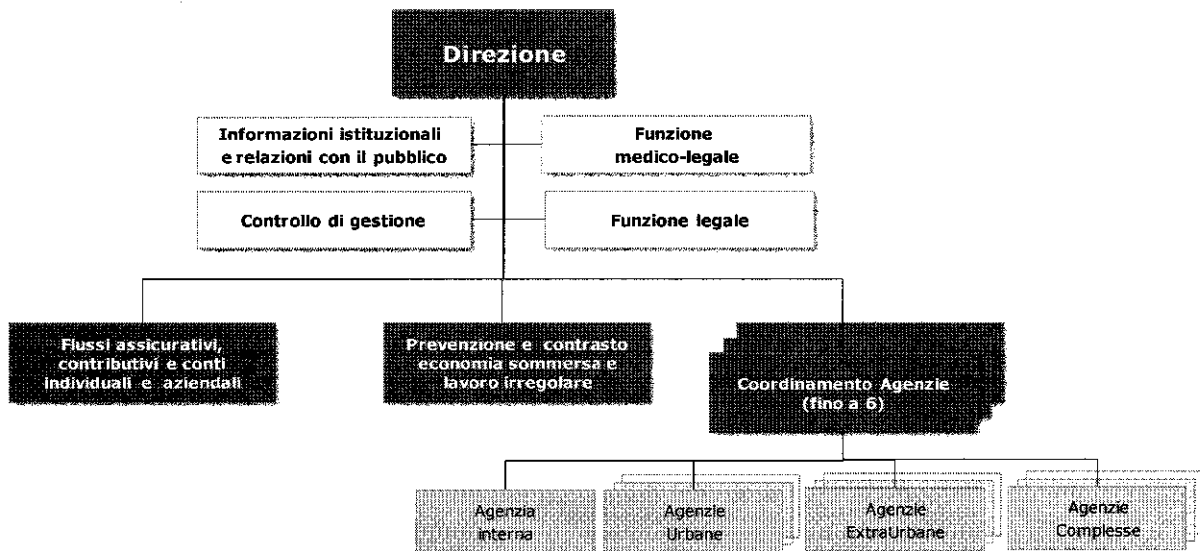 Direzione
Informazioni istituzionali
e relazioni con il pubblico
Funzione
medico-legale
Controllo di gestione
Funzione legale
Flussi assicurativi,
contributivi e conti
individuali e aziendali
Prevenzione e contrasto
economia sommersa e
lavoro irregolare
Coordinamento Agenzie
(fino a 6)
Agenzia
interna
Agenzie
Urbane
Agenzie
ExtraUrbane
Agenzie
Complesse